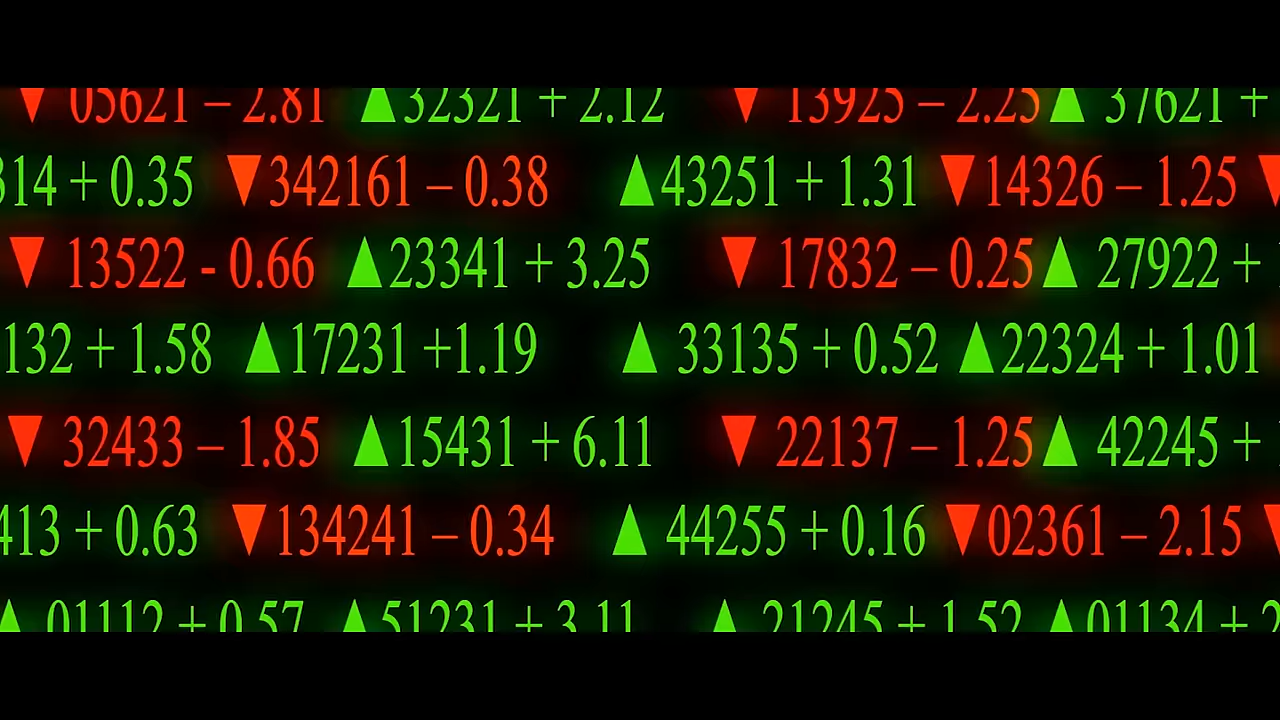 ▼ 05621 – 2.81 ▲32321 + 2.12 ▼ 13925 – 2.25▲ 37621 +
314 + 0.35 ▼342161 – 0.38 ▲43251 + 1.31 ▼14326 – 1.25 ▼
▼ 13522 - 0.66 ▲23341 + 3.25 ▼ 17832 – 0.25▲ 27922 +
132 + 1.58 ▲17231 +1.19 ▲ 33135 + 0.52 ▲22324 + 1.01
▼ 32433 – 1.85 ▲15431 + 6.11 ▼ 22137 – 1.25▲ 42245 +
413 + 0.63 ▼134241 – 0.34 ▲ 44255 + 0.16 ▼02361 – 2.15 ▼
▲ 01112 + 0.57 ▲51231 + 3.11 ▲ 21245 + 1.52 ▲01134 + 2